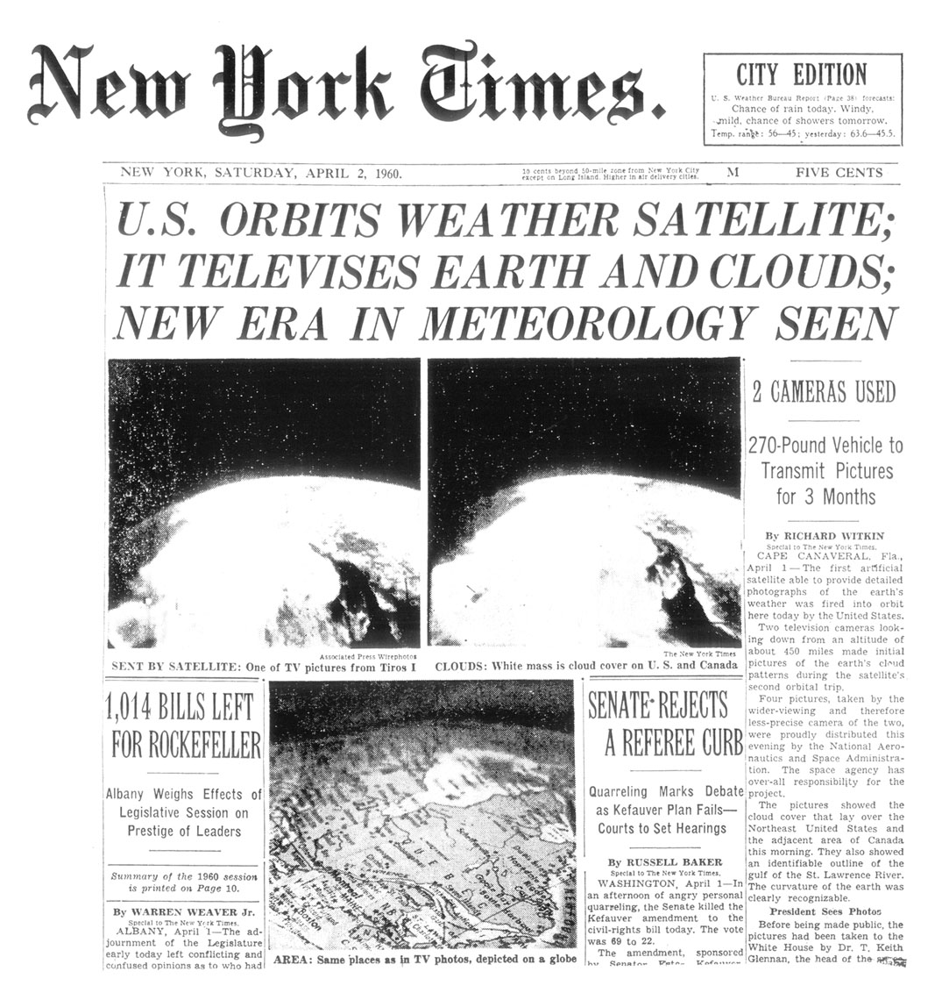 New York Times.
CITY EDITION
U. S. Weather Bureau Report (Page 38) forecasts:
Chance of rain today. Windy,
mild, chance of showers tomorrow.
Temp. range: 56—45; yesterday: 63.6—45.5.
NEW YORK, SATURDAY, APRIL 2, 1960.
10 cents beyond 50-mile zone from New York City
except on Long Island. Higher in air delivery cities.
M
FIVE CENTS
U.S. ORBITS WEATHER SATELLITE;
IT TELEVISES EARTH AND CLOUDS;
NEW ERA IN METEOROLOGY SEEN
Associated Press Wirephotos
SENT BY SATELLITE: One of TV pictures from Tiros I
The New York Times
CLOUDS: White mass is cloud cover on U. S. and Canada
2 CAMERAS USED
270-Pound Vehicle to
Transmit Pictures
for 3 Months
By RICHARD WITKIN
Special to The New York Times.
CAPE CANAVERAL, Fla.,
April 1—The first artificial
satellite able to provide detailed
photographs of the earth's
weather was fired into orbit
here today by the United States.
Two television cameras look-
ing down from an altitude of
about 450 miles made initial
pictures of the earth's cloud
patterns during the satellite's
second orbital trip.
Four pictures, taken by the
wider-viewing and therefore
less-precise camera of the two,
were proudly distributed this
evening by the National Aero-
nautics and Space Administra-
tion. The space agency has
over-all responsibility for the
project.
The pictures showed the
cloud cover that lay over the
Northeast United States and
the adjacent area of Canada
this morning. They also showed
an identifiable outline of the
gulf of the St. Lawrence River.
The curvature of the earth was
clearly recognizable.
President Sees Photos
Before being made public, the
pictures had been taken to the
White House by Dr. T. Keith
Glennan, the head of the
1,014 BILLS LEFT
FOR ROCKEFELLER
Albany Weighs Effects of
Legislative Session on
Prestige of Leaders
Summary of the 1960 session
is printed on Page 10.
By WARREN WEAVER Jr.
Special to The New York Times.
ALBANY, April 1—The ad-
journment of the Legislature
early today left conflicting and
confused opinions as to who had
AREA: Same places as in TV photos, depicted on a globe
SENATE REJECTS
A REFEREE CURB
Quarreling Marks Debate
as Kefauver Plan Fails—
Courts to Set Hearings
By RUSSELL BAKER
Special to The New York Times.
WASHINGTON, April 1—In
an afternoon of angry personal
quarreling, the Senate killed the
Kefauver amendment to the
civil-rights bill today. The vote
was 69 to 22.
The amendment, sponsored
by Senator Estes Kefauver